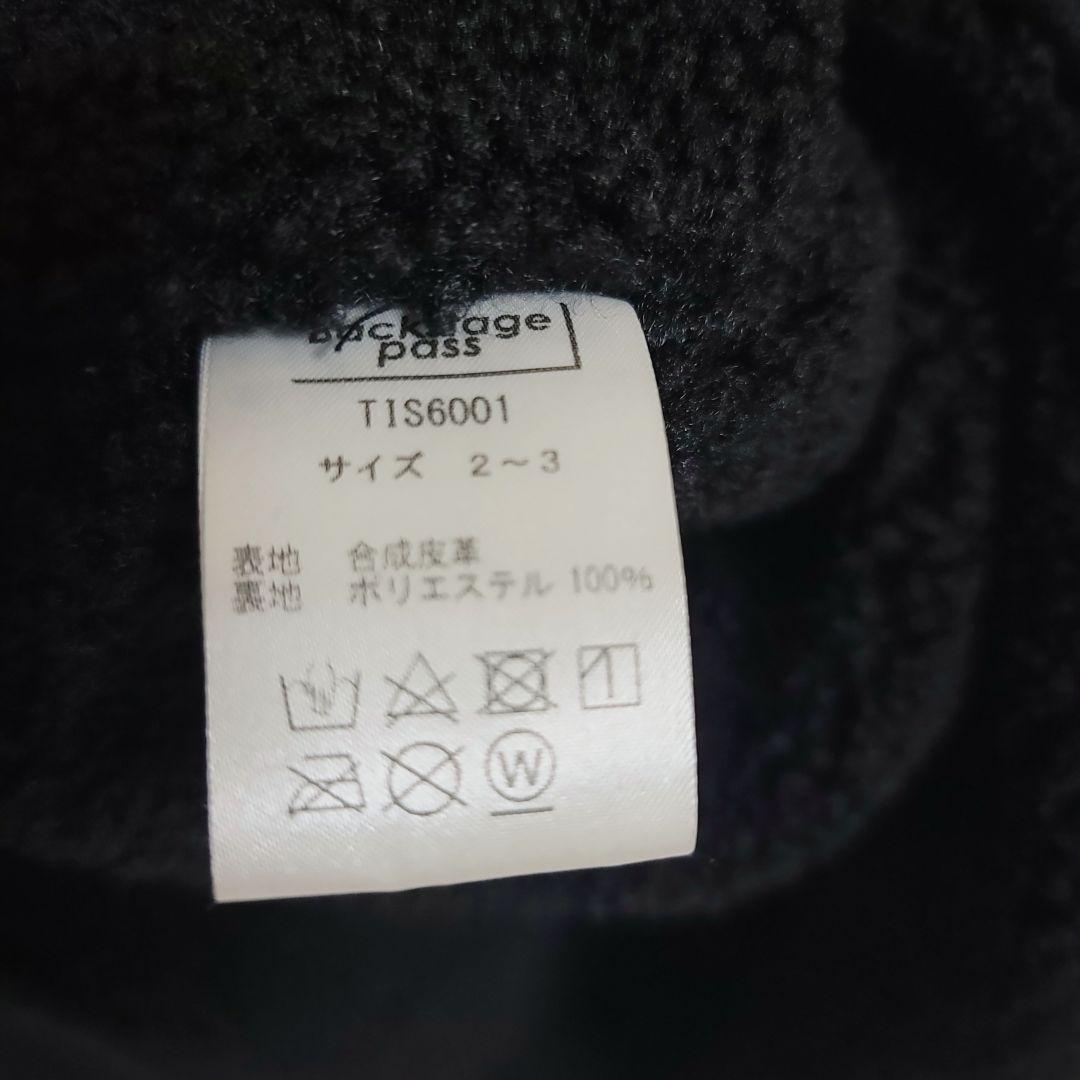 Backstage
pass
TIS6001
サイズ 2～3
表地 合成皮革
裏地 ポリエステル 100%
W